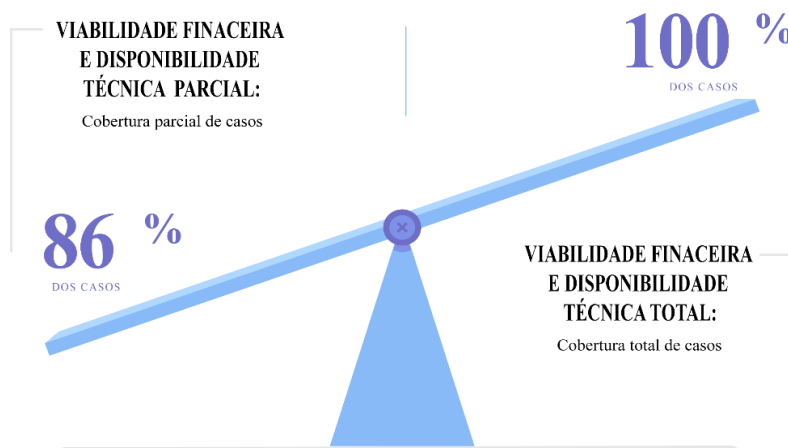 VIABILIDADE FINACEIRA
E DISPONIBILIDADE
TÉCNICA PARCIAL:
Cobertura parcial de casos
86 %
DOS CASOS
100 %
DOS CASOS
VIABILIDADE FINACEIRA
E DISPONIBILIDADE
TÉCNICA TOTAL:
Cobertura total de casos